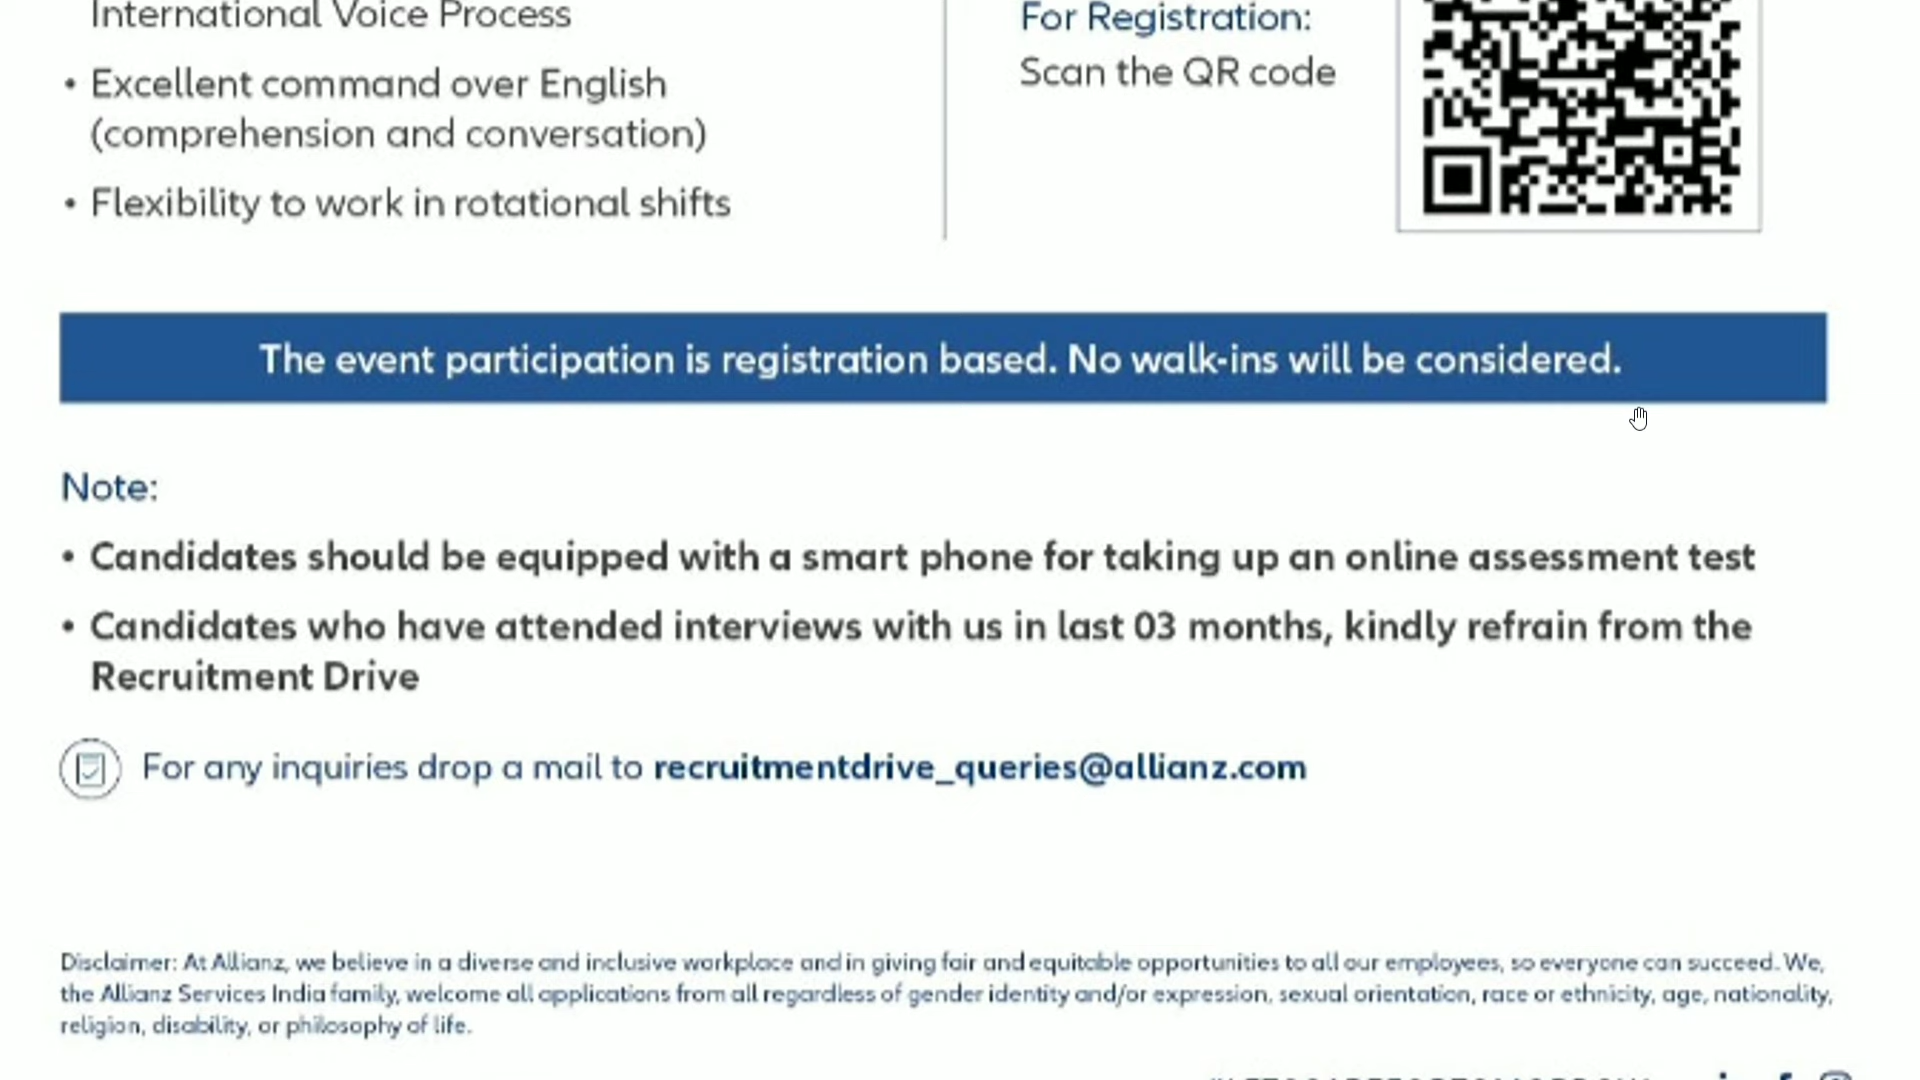 International Voice Process
• Excellent command over English
(comprehension and conversation)
• Flexibility to work in rotational shifts
For Registration:
Scan the QR code
The event participation is registration based. No walk-ins will be considered.
Note:
• Candidates should be equipped with a smart phone for taking up an online assessment test
• Candidates who have attended interviews with us in last 03 months, kindly refrain from the
Recruitment Drive
For any inquiries drop a mail to recruitmentdrive_queries@allianz.com
Disclaimer: At Allianz, we believe in a diverse and inclusive workplace and in giving fair and equitable opportunities to all our employees, so everyone can succeed. We,
the Allianz Services India family, welcome all applications from all regardless of gender identity and/or expression, sexual orientation, race or ethnicity, age, nationality,
religion, disability, or philosophy of life.